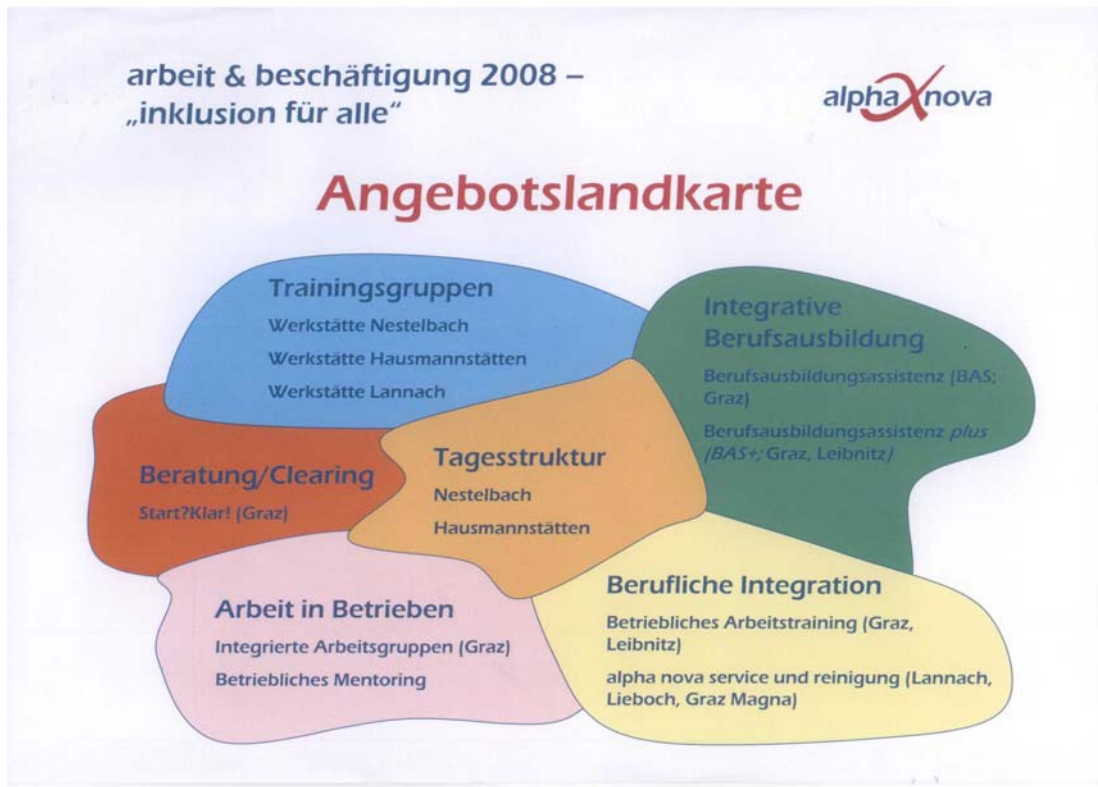 arbeit & beschäftigung 2008 –
„inklusion für alle“
alpha nova
Angebotslandkarte
Trainingsgruppen
Werkstätte Nestelbach
Werkstätte Hausmannstätten
Werkstätte Lannach
Integrative
Berufsausbildung
Berufsausbildungsassistenz (BAS;
Graz)
Berufsausbildungsassistenz plus
(BAS+; Graz, Leibnitz)
Beratung/Clearing
Start?Klar! (Graz)
Tagesstruktur
Nestelbach
Hausmannstätten
Arbeit in Betrieben
Integrierte Arbeitsgruppen (Graz)
Betriebliches Mentoring
Berufliche Integration
Betriebliches Arbeitstraining (Graz,
Leibnitz)
alpha nova service und reinigung (Lannach,
Lieboch, Graz Magna)